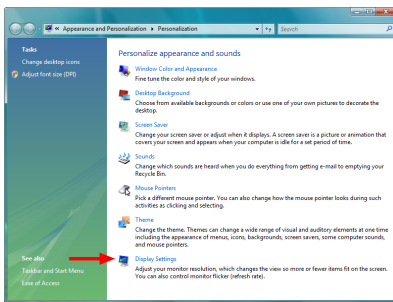 « Appearance and Personalization ▸ Personalization
Search
Tasks
Change desktop icons
Adjust font size (DPI)
See also
Taskbar and Start Menu
Ease of Access
Personalize appearance and sounds
Window Color and Appearance
Fine tune the color and style of your windows.
Desktop Background
Choose from available backgrounds or colors or use one of your own pictures to decorate the
desktop.
Screen Saver
Change your screen saver or adjust when it displays. A screen saver is a picture or animation that
covers your screen and appears when your computer is idle for a set period of time.
Sounds
Change which sounds are heard when you do everything from getting e-mail to emptying your
Recycle Bin.
Mouse Pointers
Pick a different mouse pointer. You can also change how the mouse pointer looks during such
activities as clicking and selecting.
Theme
Change the theme. Themes can change a wide range of visual and auditory elements at one time
including the appearance of menus, icons, backgrounds, screen savers, some computer sounds,
and mouse pointers.
Display Settings
Adjust your monitor resolution, which changes the view so more or fewer items fit on the screen.
You can also control monitor flicker (refresh rate).